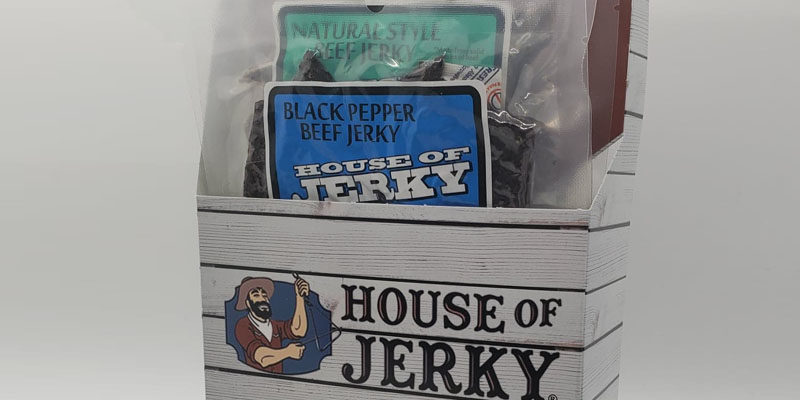 NATURAL STYLE
BEEF JERKY
BLACK PEPPER
BEEF JERKY
HOUSE OF
JERKY
HOUSE OF
JERKY®